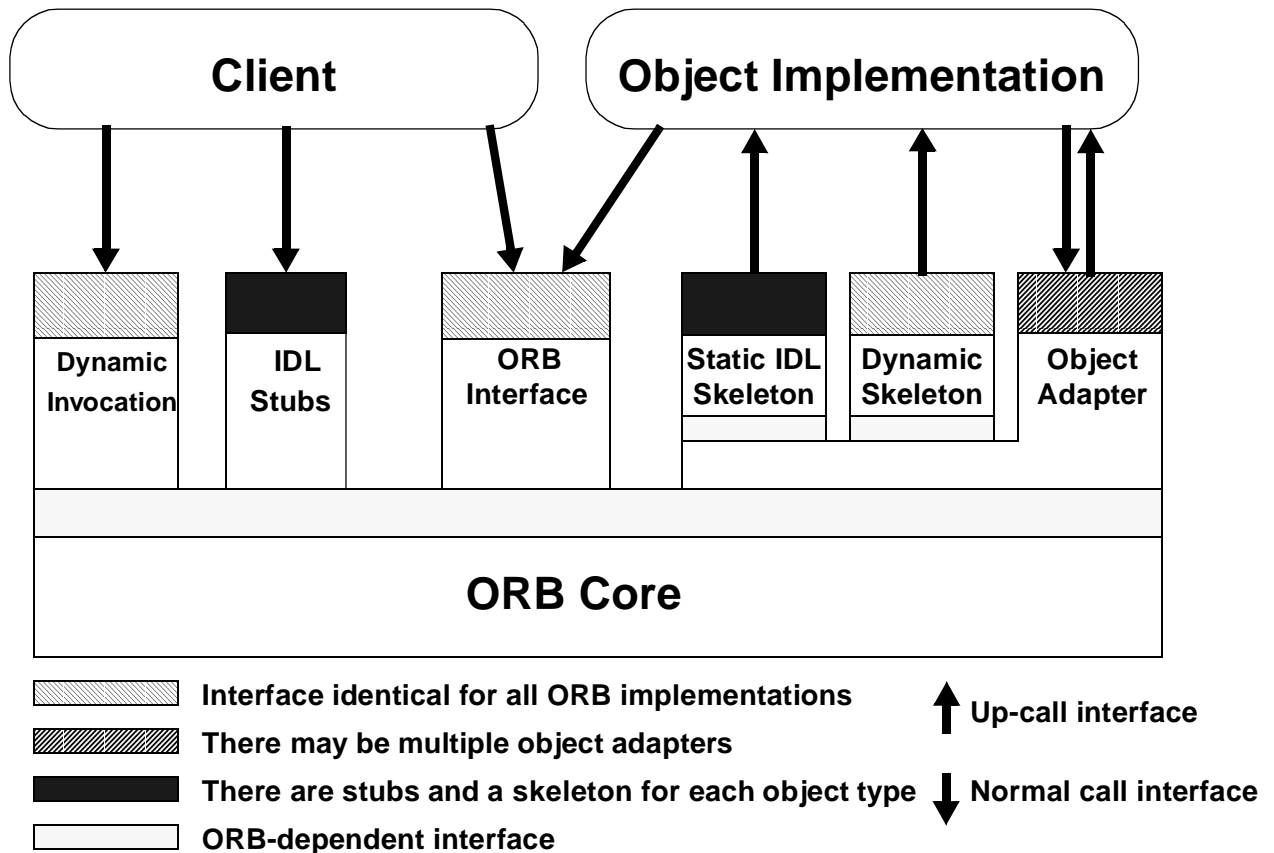 Client
Object Implementation
Dynamic
Invocation
IDL
Stubs
ORB
Interface
Static IDL
Skeleton
Dynamic
Skeleton
Object
Adapter
ORB Core
Interface identical for all ORB implementations
There may be multiple object adapters
There are stubs and a skeleton for each object type
ORB-dependent interface
Up-call interface
Normal call interface